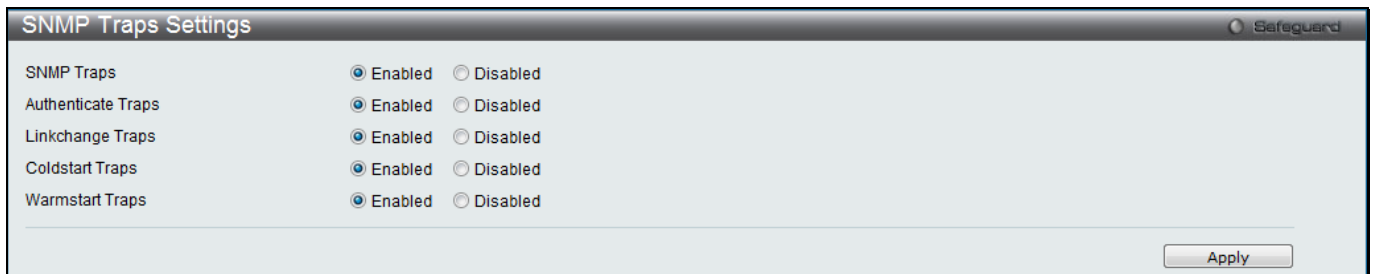 SNMP Traps Settings
Safeguard
SNMP Traps Enabled Disabled
Authenticate Traps Enabled Disabled
Linkchange Traps Enabled Disabled
Coldstart Traps Enabled Disabled
Warmstart Traps Enabled Disabled
Apply